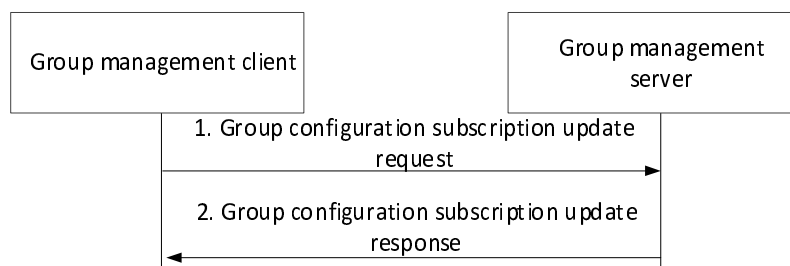 Group management client
Group management
server
1. Group configuration subscription update
request
2. Group configuration subscription update
response